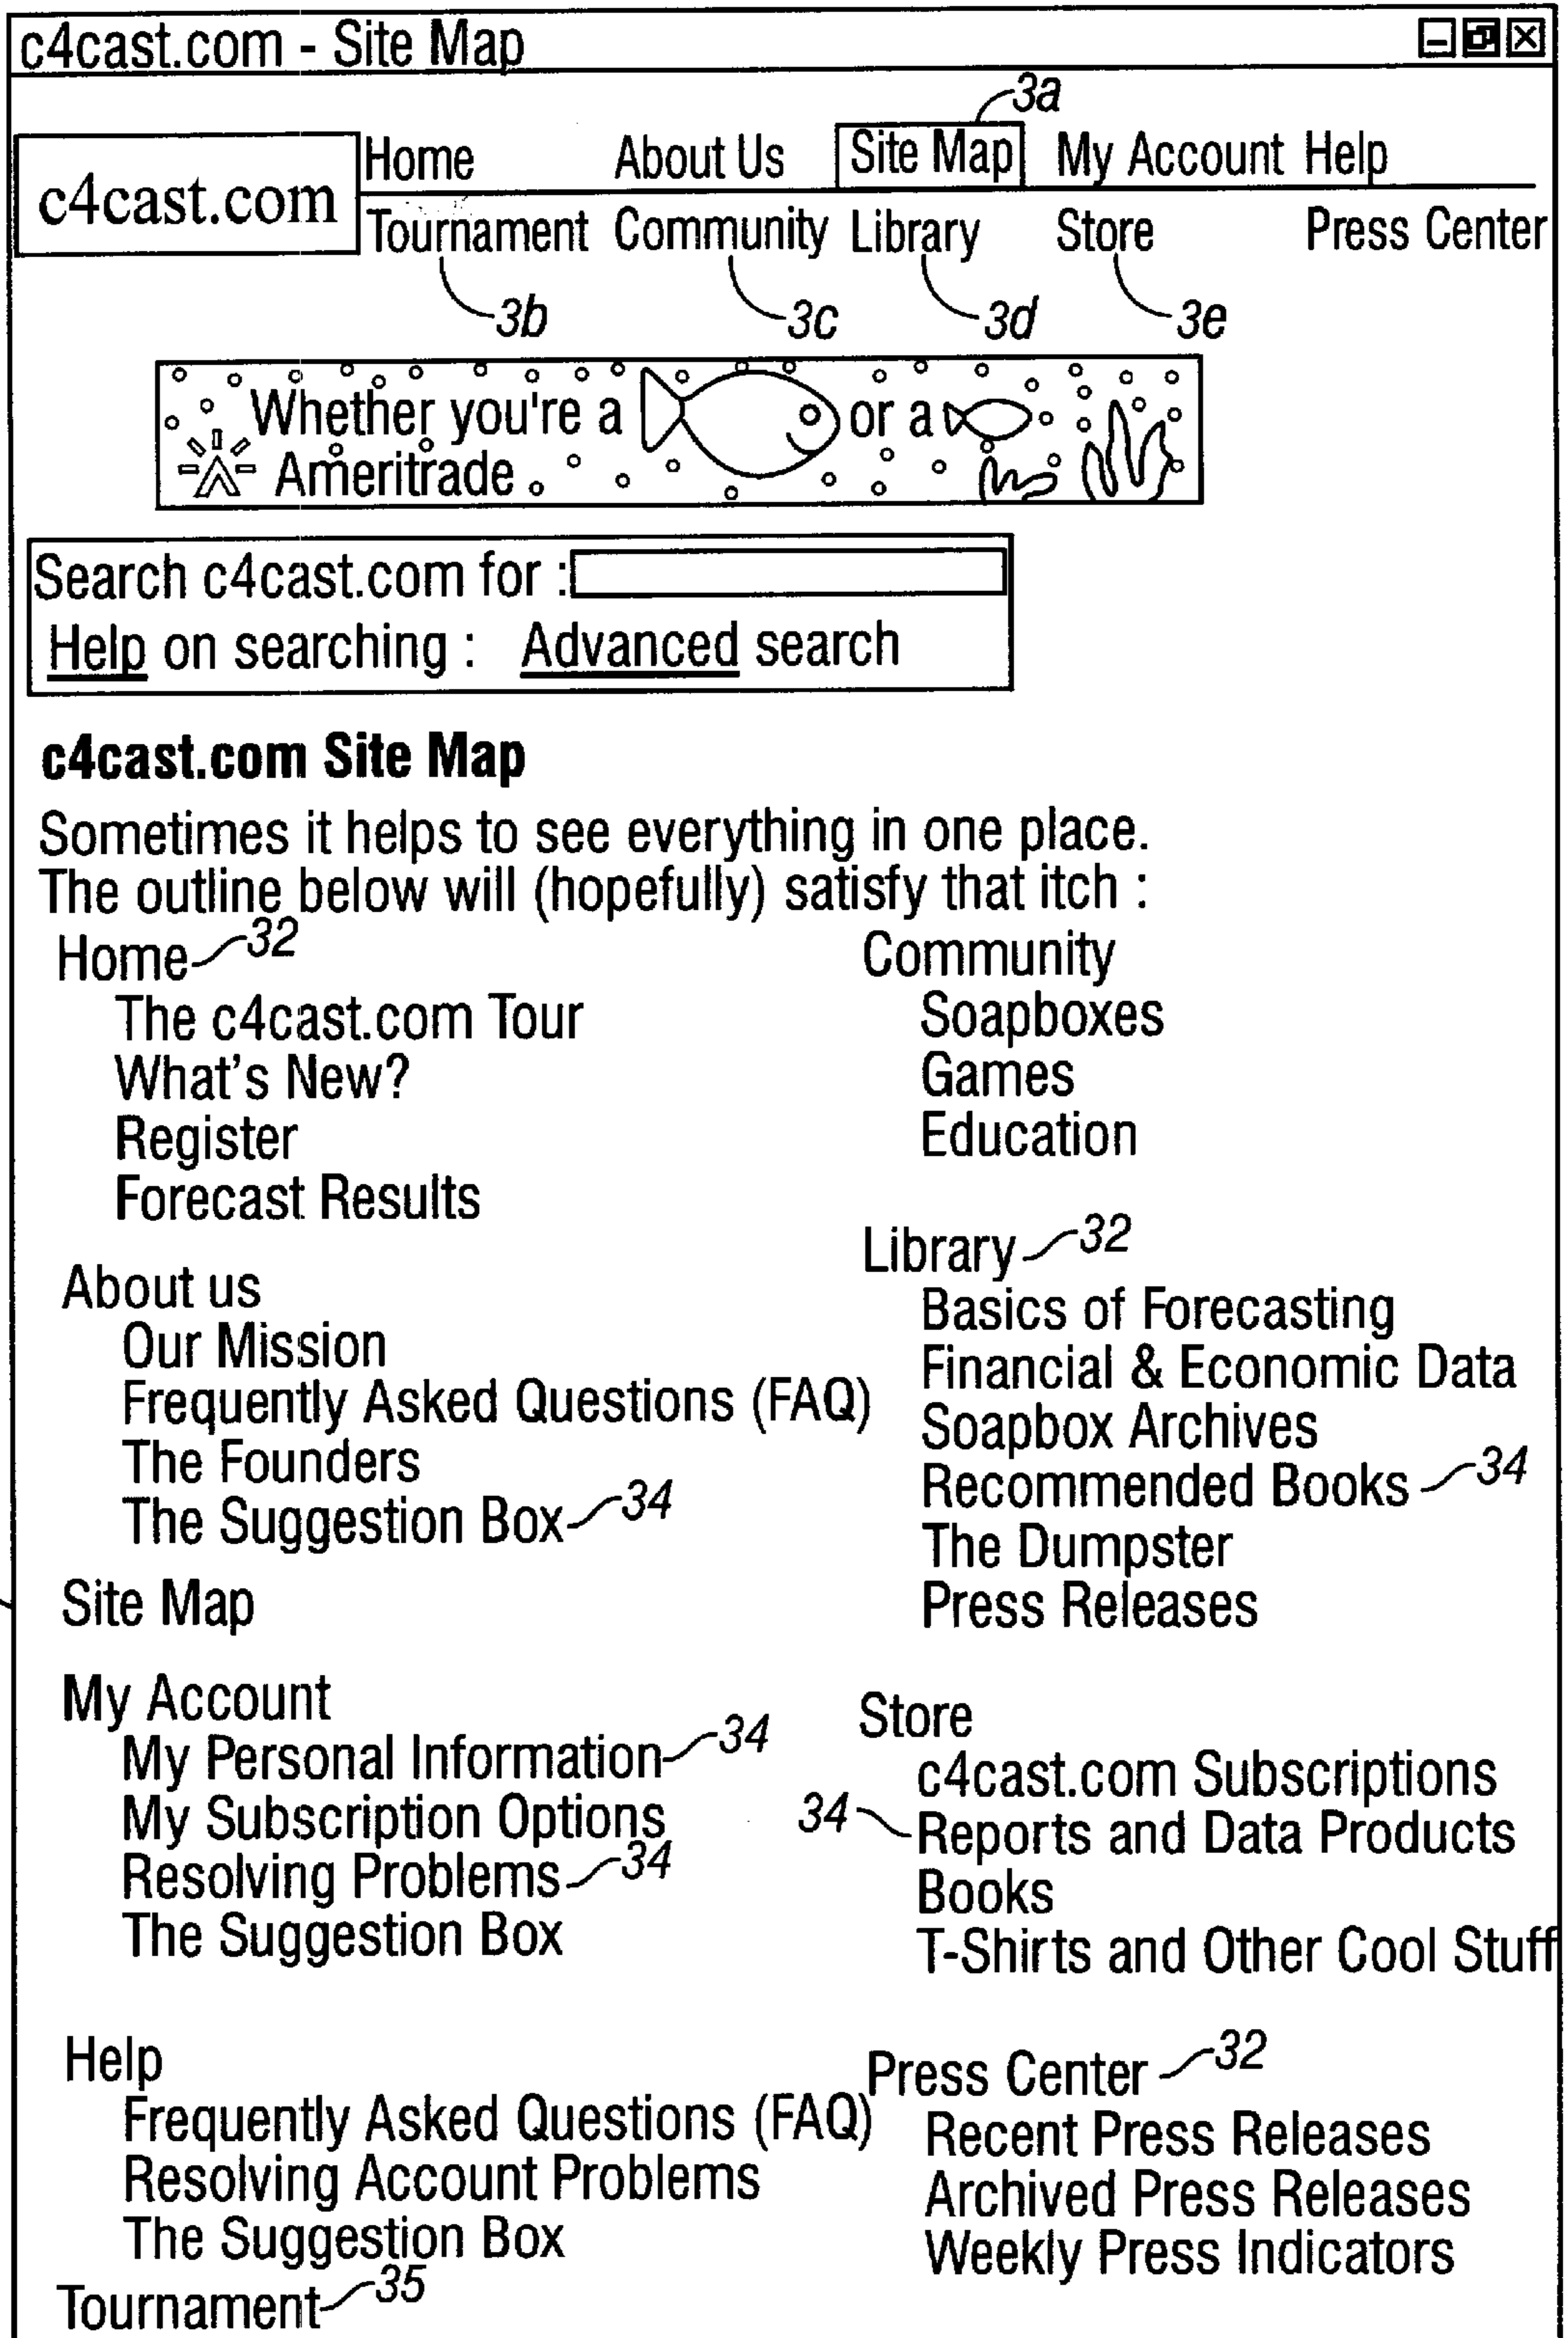 c4cast.com - Site Map
3a
c4cast.com
Home About Us Site Map My Account Help
Tournament Community Library Store Press Center
3b 3c 3d 3e
Whether you're a or a
Ameritrade
Search c4cast.com for :
Help on searching : Advanced search
c4cast.com Site Map
Sometimes it helps to see everything in one place.
The outline below will (hopefully) satisfy that itch :
Home 32
The c4cast.com Tour
What's New?
Register
Forecast Results
About us
Our Mission
Frequently Asked Questions (FAQ)
The Founders
The Suggestion Box 34
Site Map
My Account
My Personal Information 34
My Subscription Options
Resolving Problems 34
The Suggestion Box
Help
Frequently Asked Questions (FAQ)
Resolving Account Problems
The Suggestion Box
Tournament 35
Community
Soapboxes
Games
Education
Library 32
Basics of Forecasting
Financial & Economic Data
Soapbox Archives
Recommended Books 34
The Dumpster
Press Releases
Store
c4cast.com Subscriptions
34 Reports and Data Products
Books
T-Shirts and Other Cool Stuff
Press Center 32
Recent Press Releases
Archived Press Releases
Weekly Press Indicators